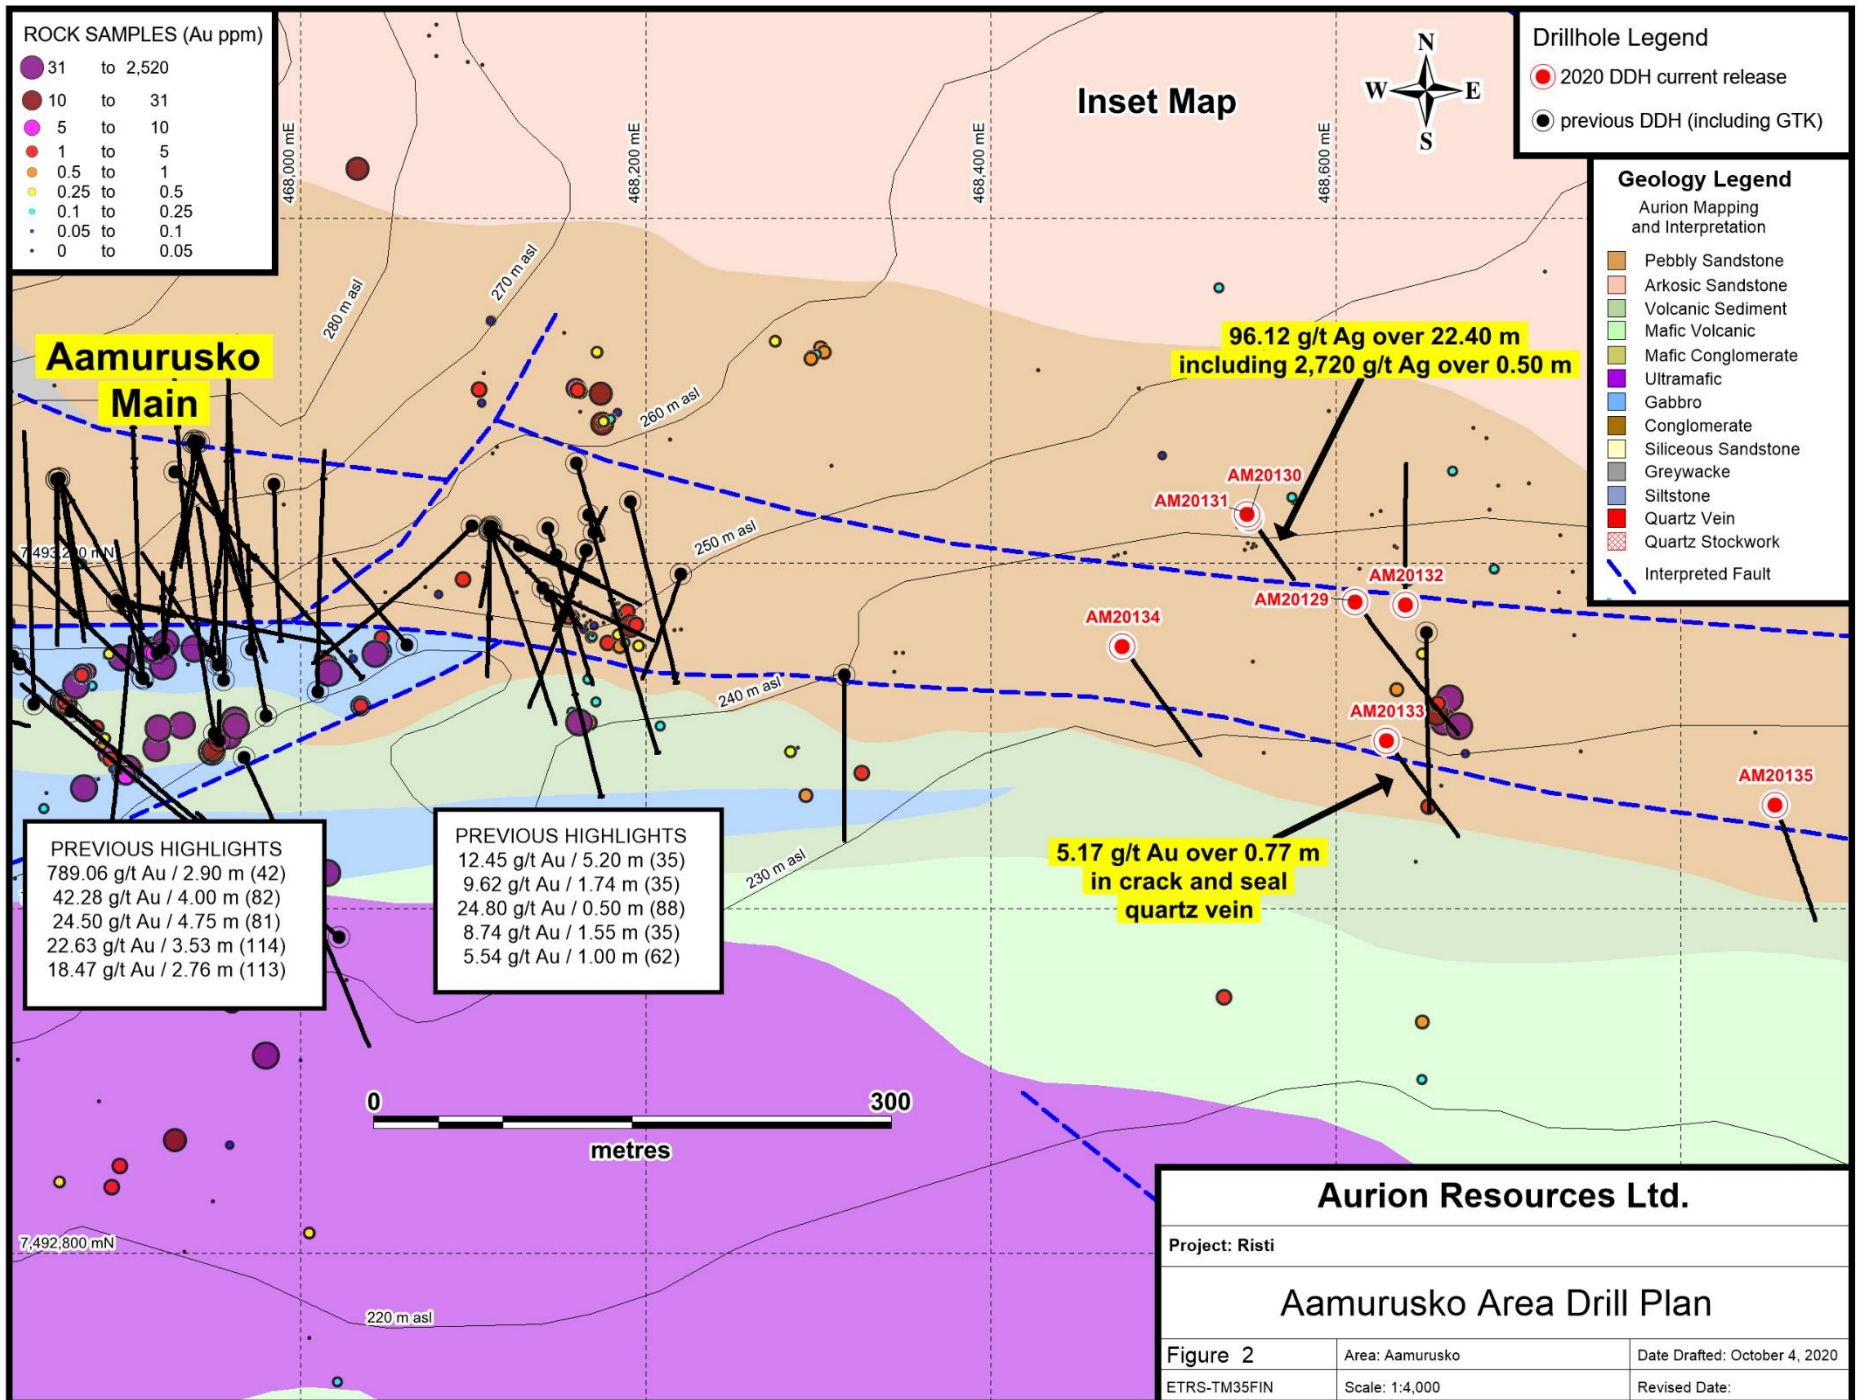 ROCK SAMPLES (Au ppm)
31 to 2,520
10 to 31
5 to 10
1 to 5
0.5 to 1
0.25 to 0.5
0.1 to 0.25
0.05 to 0.1
0 to 0.05
468,000 mE
468,200 mE
468,400 mE
468,600 mE
Inset Map
N
W E
S
Drillhole Legend
2020 DDH current release
previous DDH (including GTK)
Geology Legend
Aurion Mapping
and Interpretation
Pebbly Sandstone
Arkosic Sandstone
Volcanic Sediment
Mafic Volcanic
Mafic Conglomerate
Ultramafic
Gabbro
Conglomerate
Siliceous Sandstone
Greywacke
Siltstone
Quartz Vein
Quartz Stockwork
Interpreted Fault
280 m asl
270 m asl
260 m asl
250 m asl
240 m asl
230 m asl
220 m asl
Aamurusko
Main
96.12 g/t Ag over 22.40 m
including 2,720 g/t Ag over 0.50 m
AM20130
AM20131
AM20132
AM20129
AM20134
AM20133
AM20135
7,493,200 mN
5.17 g/t Au over 0.77 m
in crack and seal
quartz vein
PREVIOUS HIGHLIGHTS
789.06 g/t Au / 2.90 m (42)
42.28 g/t Au / 4.00 m (82)
24.50 g/t Au / 4.75 m (81)
22.63 g/t Au / 3.53 m (114)
18.47 g/t Au / 2.76 m (113)
PREVIOUS HIGHLIGHTS
12.45 g/t Au / 5.20 m (35)
9.62 g/t Au / 1.74 m (35)
24.80 g/t Au / 0.50 m (88)
8.74 g/t Au / 1.55 m (35)
5.54 g/t Au / 1.00 m (62)
0 300
metres
7,492,800 mN
Aurion Resources Ltd.
Project: Risti
Aamurusko Area Drill Plan
Figure 2
Area: Aamurusko
Date Drafted: October 4, 2020
ETRS-TM35FIN
Scale: 1:4,000
Revised Date: